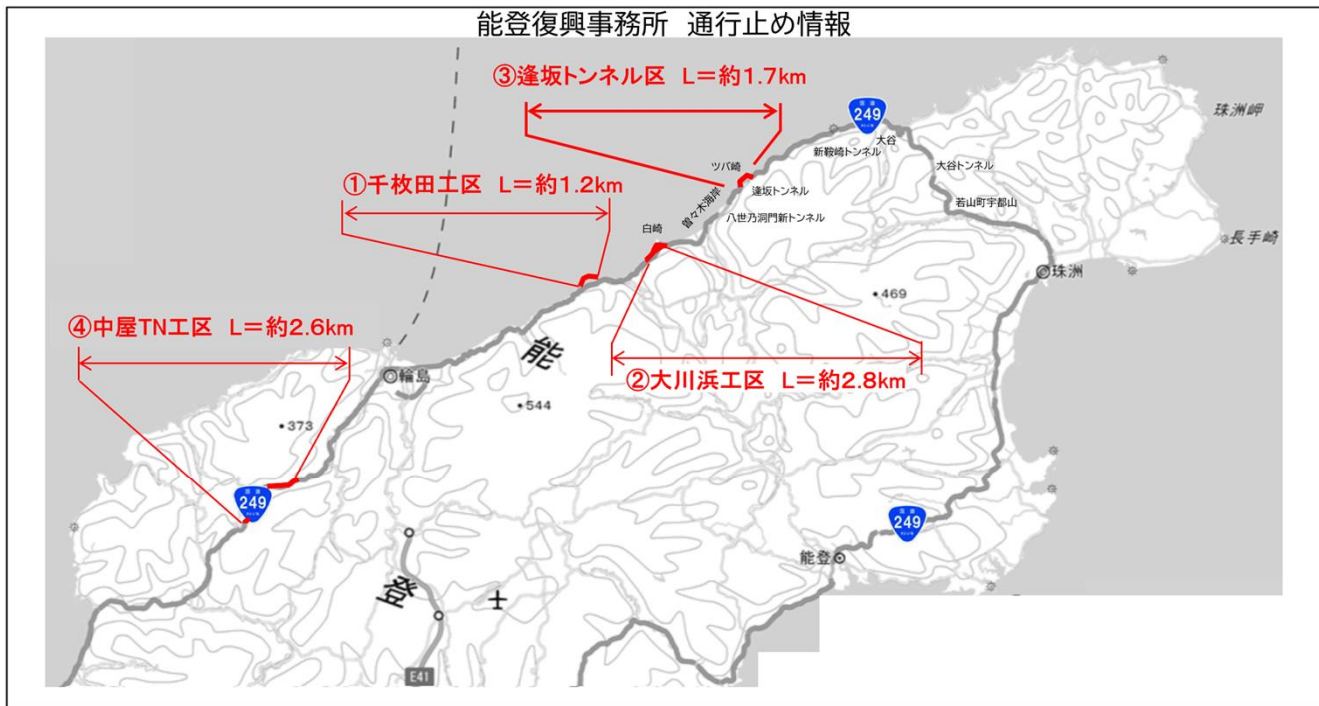 能登復興事務所 通行止め情報
③逢坂トンネル区 L=約1.7km
国道
249
珠洲岬
大谷
新鞍崎トンネル
ツバ崎
大谷トンネル
①千枚田工区 L=約1.2km
逢坂トンネル
曽々木海岸
若山町宇都山
八世乃洞門新トンネル
白崎
長手崎
珠洲
469
④中屋TN工区 L=約2.6km
能
輪島
②大川浜工区 L=約2.8km
544
373
国道
249
国道
249
能登
登
E41